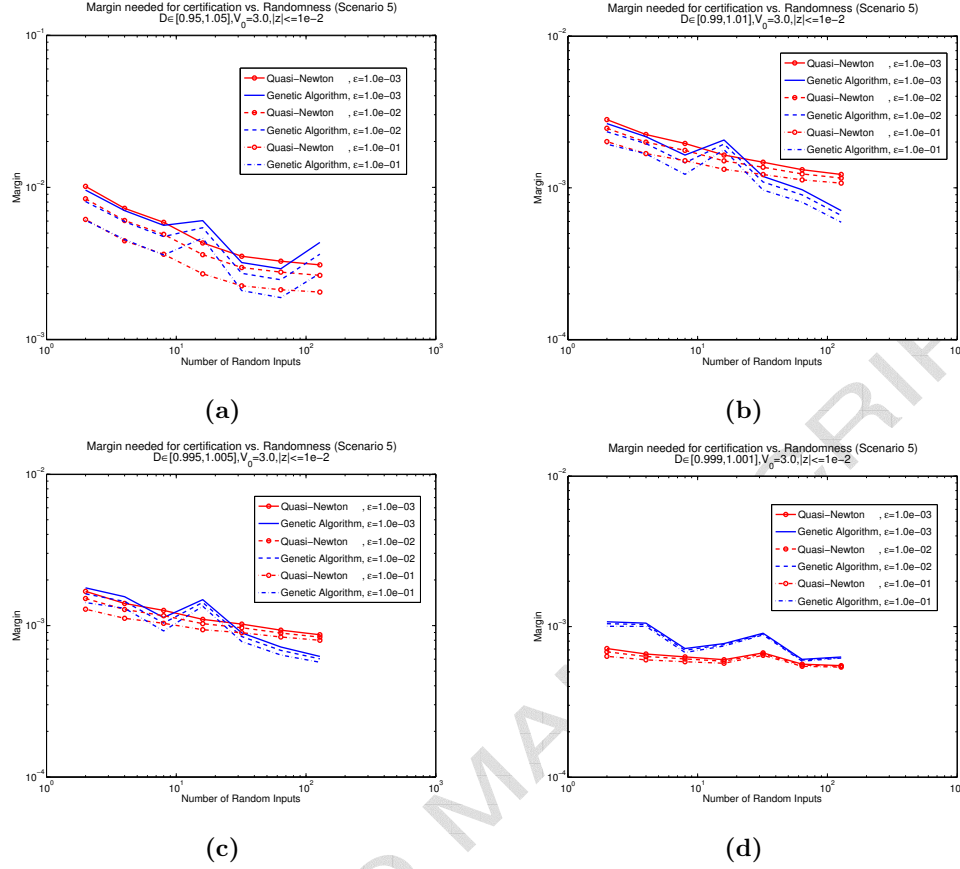 Margin needed for certification vs. Randomness (Scenario 5)
D∈[0.95,1.05],V_0=3.0,|z|<=1e-2
10^-1
10^-2
10^-3
Margin
Quasi-Newton , ε=1.0e-03
Genetic Algorithm, ε=1.0e-03
Quasi-Newton , ε=1.0e-02
Genetic Algorithm, ε=1.0e-02
Quasi-Newton , ε=1.0e-01
Genetic Algorithm, ε=1.0e-01
10^0 10^1 10^2 10^3
Number of Random Inputs
(a)
Margin needed for certification vs. Randomness (Scenario 5)
D∈[0.99,1.01],V_0=3.0,|z|<=1e-2
10^-2
10^-3
10^-4
Margin
Quasi-Newton , ε=1.0e-03
Genetic Algorithm, ε=1.0e-03
Quasi-Newton , ε=1.0e-02
Genetic Algorithm, ε=1.0e-02
Quasi-Newton , ε=1.0e-01
Genetic Algorithm, ε=1.0e-01
10^0 10^1 10^2 10
Number of Random Inputs
(b)
Margin needed for certification vs. Randomness (Scenario 5)
D∈[0.995,1.005],V_0=3.0,|z|<=1e-2
10^-2
10^-3
10^-4
Margin
Quasi-Newton , ε=1.0e-03
Genetic Algorithm, ε=1.0e-03
Quasi-Newton , ε=1.0e-02
Genetic Algorithm, ε=1.0e-02
Quasi-Newton , ε=1.0e-01
Genetic Algorithm, ε=1.0e-01
10^0 10^1 10^2 10^3
Number of Random Inputs
(c)
Margin needed for certification vs. Randomness (Scenario 5)
D∈[0.999,1.001],V_0=3.0,|z|<=1e-2
10^-2
10^-3
10^-4
Margin
Quasi-Newton , ε=1.0e-03
Genetic Algorithm, ε=1.0e-03
Quasi-Newton , ε=1.0e-02
Genetic Algorithm, ε=1.0e-02
Quasi-Newton , ε=1.0e-01
Genetic Algorithm, ε=1.0e-01
10^0 10^1 10^2 10
Number of Random Inputs
(d)